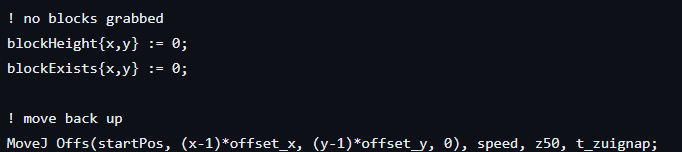 ! no blocks grabbed
blockHeight{x,y} := 0;
blockExists{x,y} := 0;
! move back up
MoveJ Offs(startPos, (x-1)*offset_x, (y-1)*offset_y, 0), speed, z50, t_zuignap;